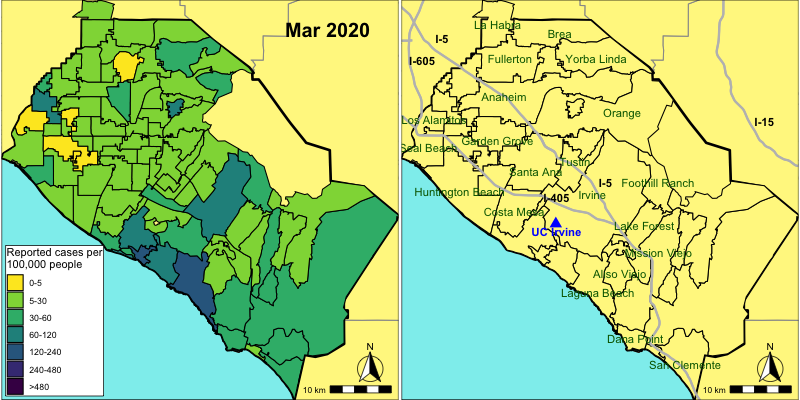 Mar 2020
Reported cases per
100,000 people
0-5
5-30
30-60
60-120
120-240
240-480
>480
N
10 km
La Habra
Brea
I-5
I-605
Fullerton
Yorba Linda
Anaheim
Orange
I-15
Los Alamitos
Garden Grove
Seal Beach
Tustin
Santa Ana
I-5
Foothill Ranch
Huntington Beach
I-405
Irvine
Costa Mesa
UC Irvine
Lake Forest
Mission Viejo
Aliso Viejo
Laguna Beach
Dana Point
San Clemente
N
10 km